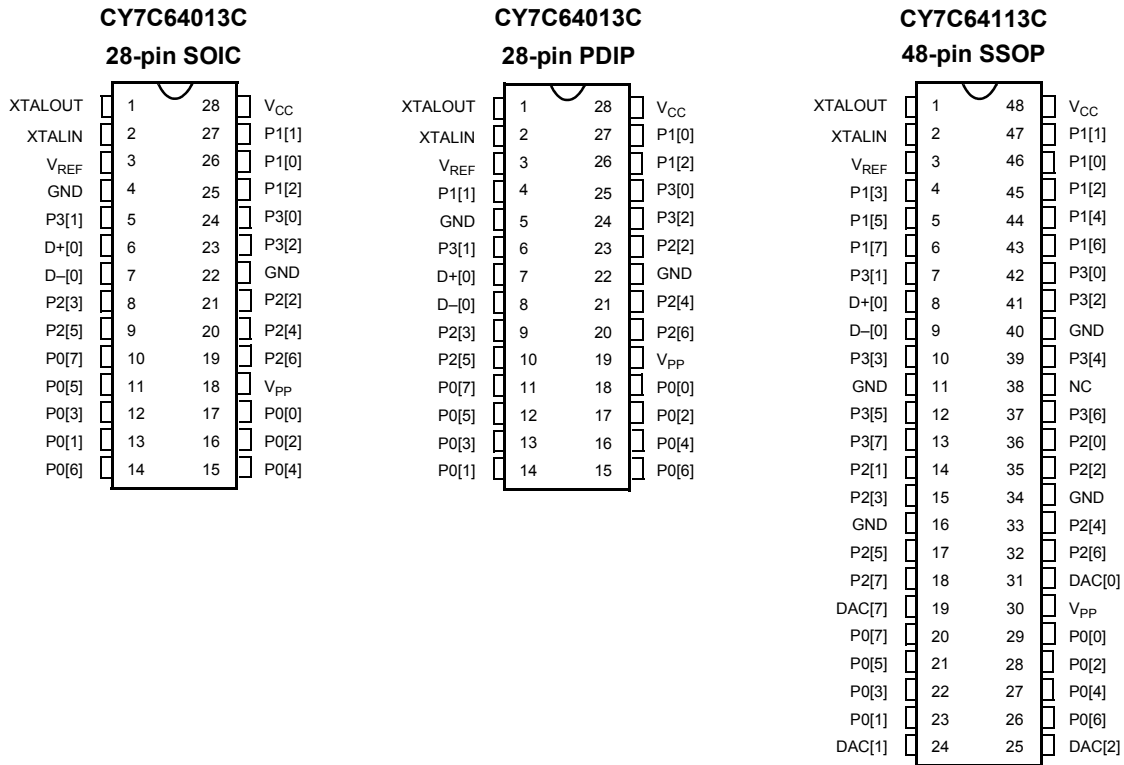 CY7C64013C
28-pin SOIC
XTALOUT 1 28 VCC
XTALIN 2 27 P1[1]
VREF 3 26 P1[0]
GND 4 25 P1[2]
P3[1] 5 24 P3[0]
D+[0] 6 23 P3[2]
D–[0] 7 22 GND
P2[3] 8 21 P2[2]
P2[5] 9 20 P2[4]
P0[7] 10 19 P2[6]
P0[5] 11 18 VPP
P0[3] 12 17 P0[0]
P0[1] 13 16 P0[2]
P0[6] 14 15 P0[4]
CY7C64013C
28-pin PDIP
XTALOUT 1 28 VCC
XTALIN 2 27 P1[0]
VREF 3 26 P1[2]
P1[1] 4 25 P3[0]
GND 5 24 P3[2]
P3[1] 6 23 P2[2]
D+[0] 7 22 GND
D–[0] 8 21 P2[4]
P2[3] 9 20 P2[6]
P2[5] 10 19 VPP
P0[7] 11 18 P0[0]
P0[5] 12 17 P0[2]
P0[3] 13 16 P0[4]
P0[1] 14 15 P0[6]
CY7C64113C
48-pin SSOP
XTALOUT 1 48 VCC
XTALIN 2 47 P1[1]
VREF 3 46 P1[0]
P1[3] 4 45 P1[2]
P1[5] 5 44 P1[4]
P1[7] 6 43 P1[6]
P3[1] 7 42 P3[0]
D+[0] 8 41 P3[2]
D–[0] 9 40 GND
P3[3] 10 39 P3[4]
GND 11 38 NC
P3[5] 12 37 P3[6]
P3[7] 13 36 P2[0]
P2[1] 14 35 P2[2]
P2[3] 15 34 GND
GND 16 33 P2[4]
P2[5] 17 32 P2[6]
P2[7] 18 31 DAC[0]
DAC[7] 19 30 VPP
P0[7] 20 29 P0[0]
P0[5] 21 28 P0[2]
P0[3] 22 27 P0[4]
P0[1] 23 26 P0[6]
DAC[1] 24 25 DAC[2]